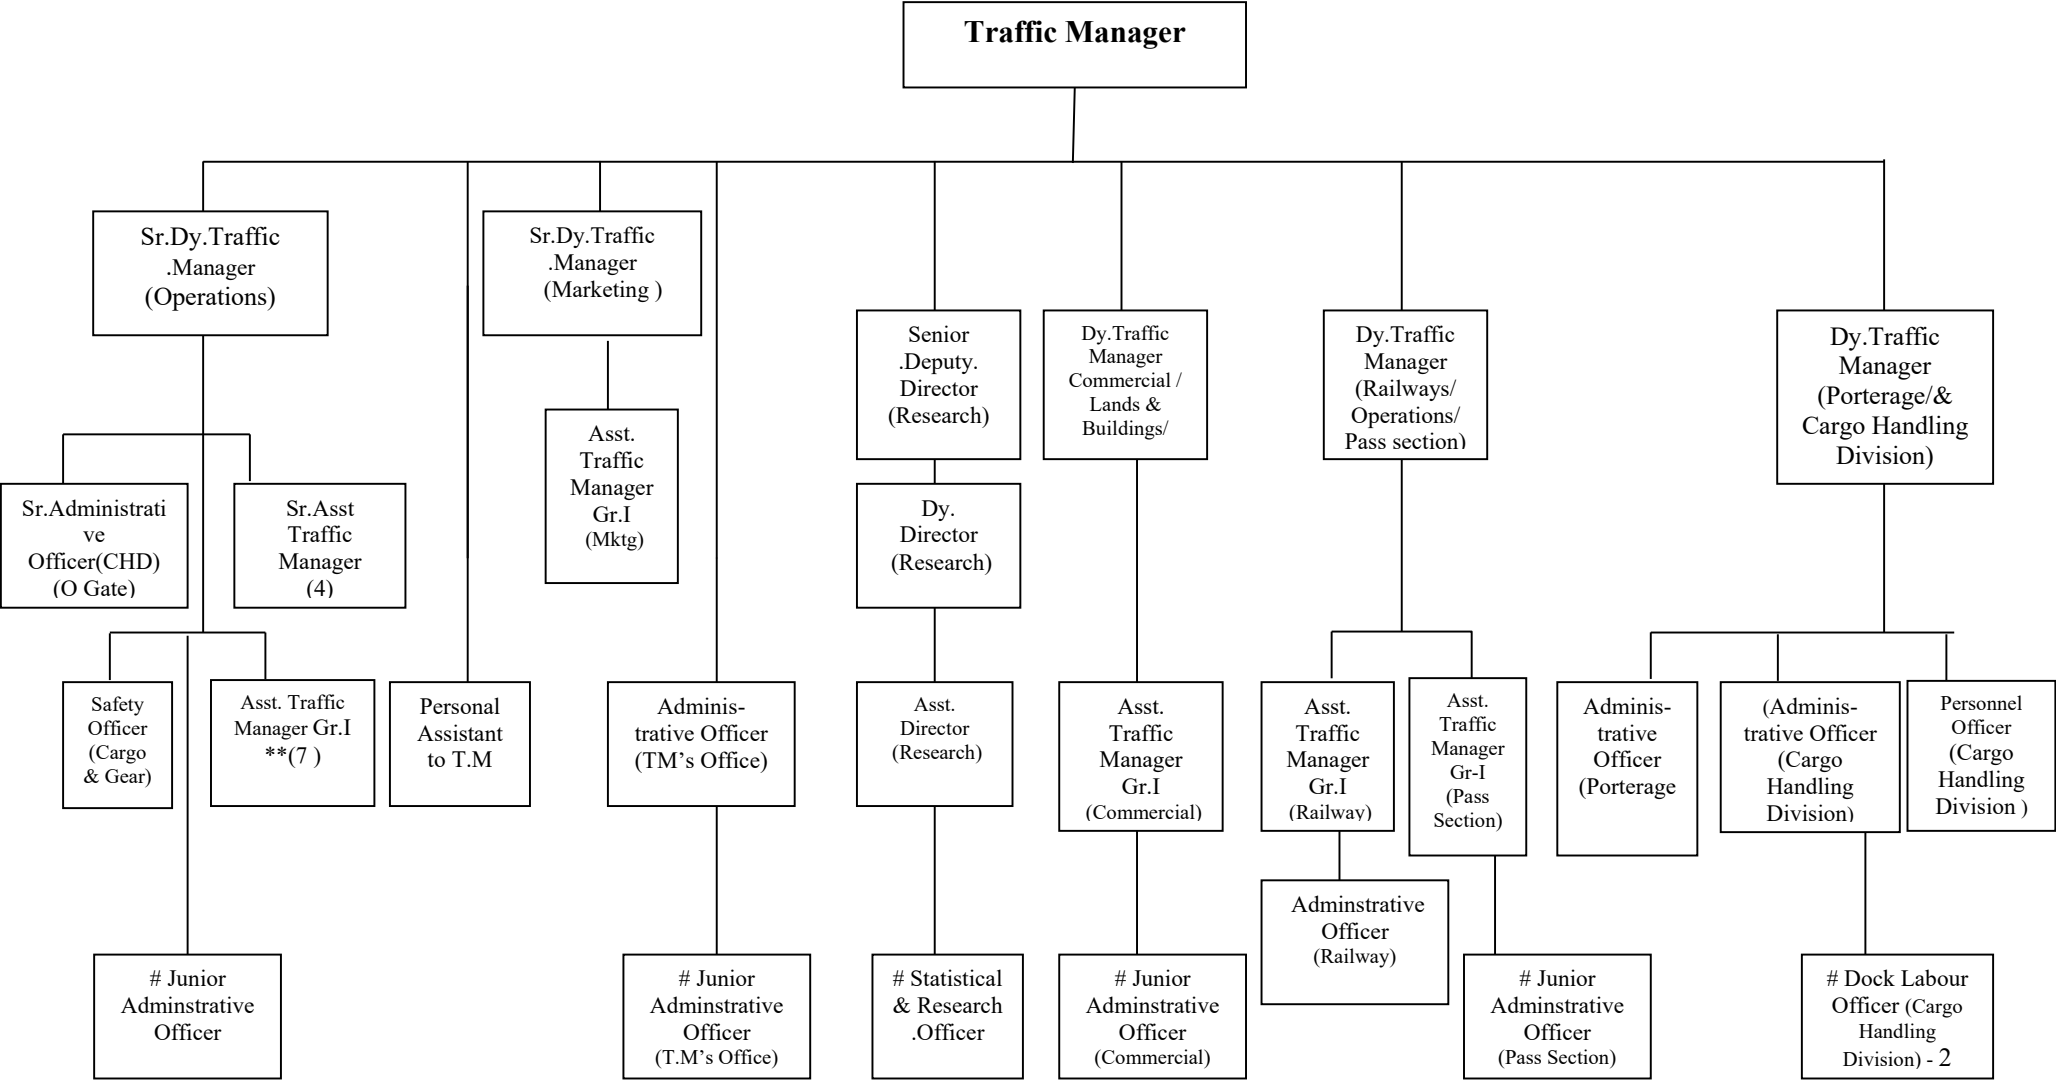 Traffic Manager
Sr.Dy.Traffic
.Manager
(Operations)
Sr.Dy.Traffic
.Manager
(Marketing )
Senior
.Deputy.
Director
(Research)
Dy.Traffic
Manager
Commercial /
Lands &
Buildings/
Dy.Traffic
Manager
(Railways/
Operations/
Pass section)
Dy.Traffic
Manager
(Porterage/&
Cargo Handling
Division)
Asst.
Traffic
Manager
Gr.I
(Mktg)
Sr.Administrati
ve
Officer(CHD)
(O Gate)
Sr.Asst
Traffic
Manager
(4)
Dy.
Director
(Research)
Safety
Officer
(Cargo
& Gear)
Asst. Traffic
Manager Gr.I
**(7 )
Personal
Assistant
to T.M
Adminis-
trative Officer
(TM’s Office)
Asst.
Director
(Research)
Asst.
Traffic
Manager
Gr.I
(Commercial)
Asst.
Traffic
Manager
Gr.I
(Railway)
Asst.
Traffic
Manager
Gr-I
(Pass
Section)
Adminis-
trative
Officer
(Porterage
(Adminis-
trative Officer
(Cargo
Handling
Division)
Personnel
Officer
(Cargo
Handling
Division )
Adminstrative
Officer
(Railway)
# Junior
Adminstrative
Officer
# Junior
Adminstrative
Officer
(T.M’s Office)
# Statistical
& Research
.Officer
# Junior
Adminstrative
Officer
(Commercial)
# Junior
Adminstrative
Officer
(Pass Section)
# Dock Labour
Officer (Cargo
Handling
Division) - 2